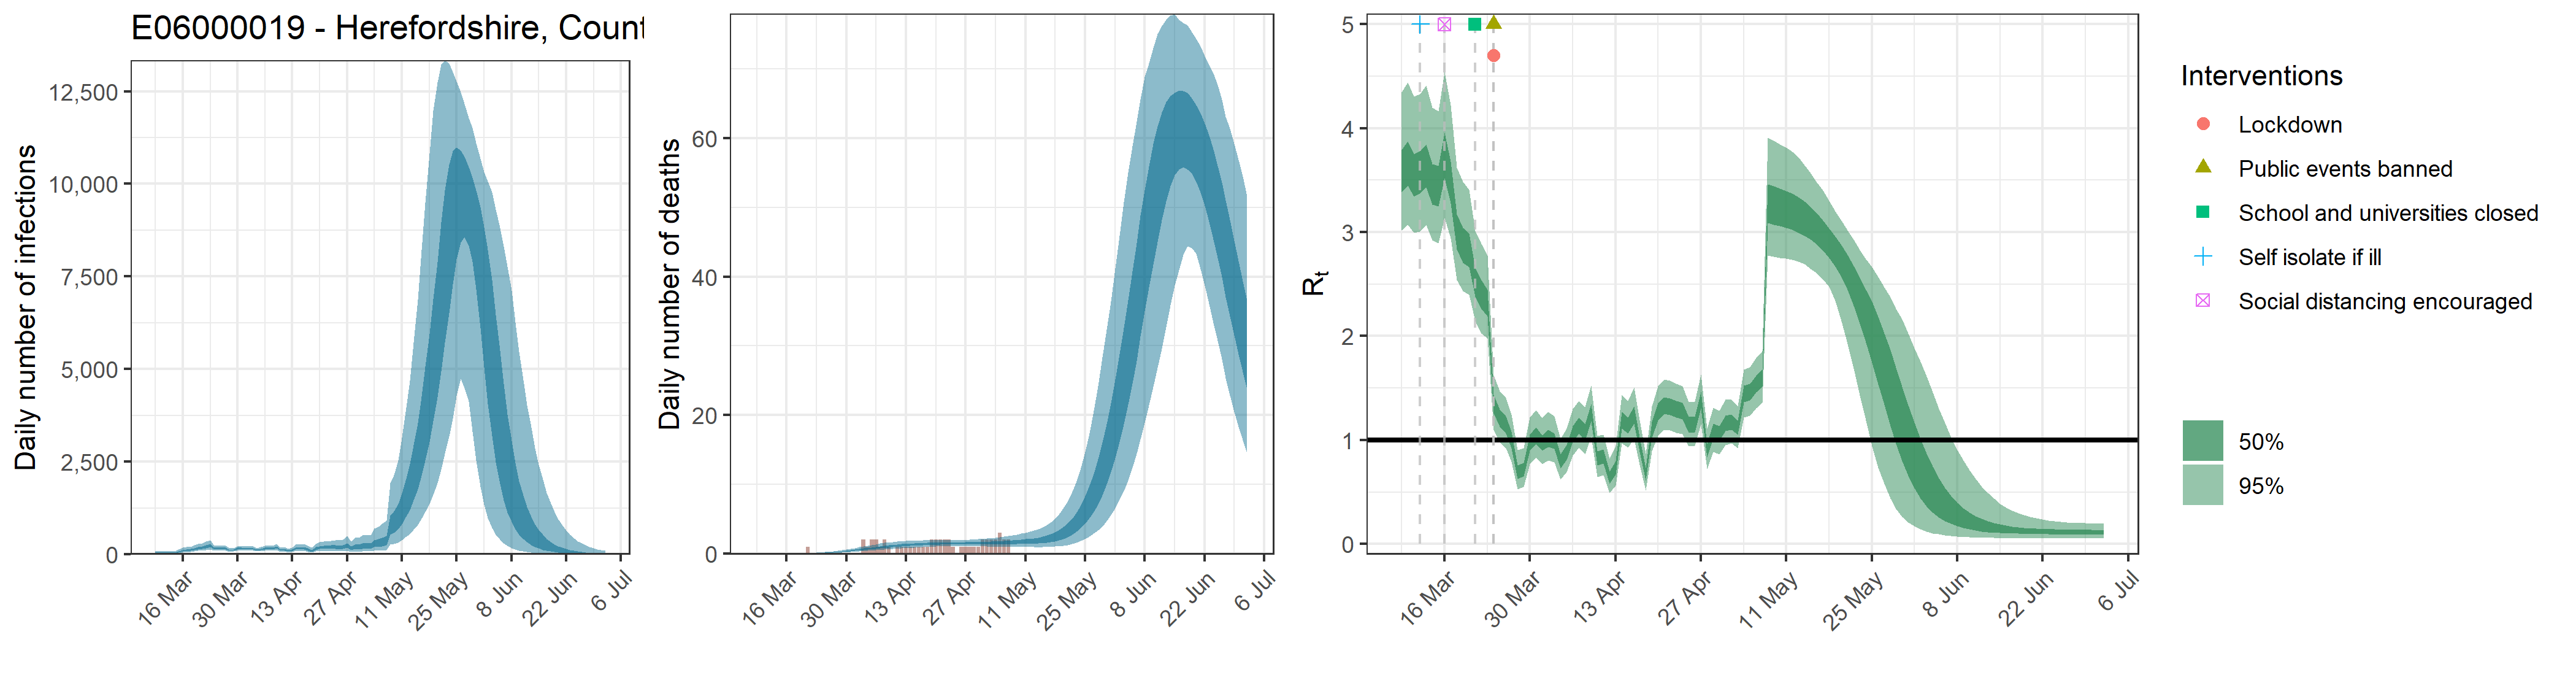 E06000019 - Herefordshire, Count
Daily number of infections
12,500
10,000
7,500
5,000
2,500
0
16 Mar
30 Mar
13 Apr
27 Apr
11 May
25 May
8 Jun
22 Jun
6 Jul
Daily number of deaths
60
40
20
0
16 Mar
30 Mar
13 Apr
27 Apr
11 May
25 May
8 Jun
22 Jun
6 Jul
Rt
5
4
3
2
1
0
16 Mar
30 Mar
13 Apr
27 Apr
11 May
25 May
8 Jun
22 Jun
6 Jul
Interventions
Lockdown
Public events banned
School and universities closed
Self isolate if ill
Social distancing encouraged
50%
95%